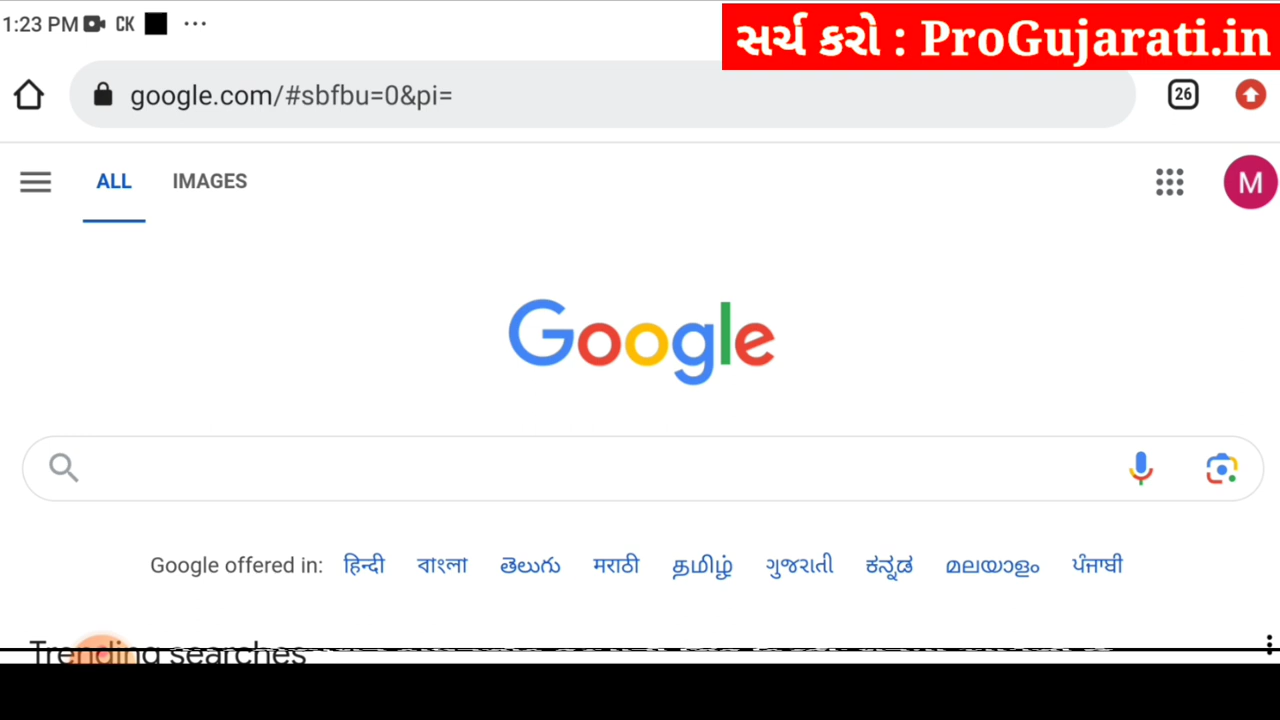 1:23 PM CK
સર્ચ કરો : ProGujarati.in
google.com/#sbfbu=0&pi=
26
ALL IMAGES
M
Google
Google offered in: हिन्दी বাংলা తెలుగు मराठी தமிழ் ગુજરાતી ಕನ್ನಡ മലയാളം ਪੰਜਾਬੀ
Trending searches